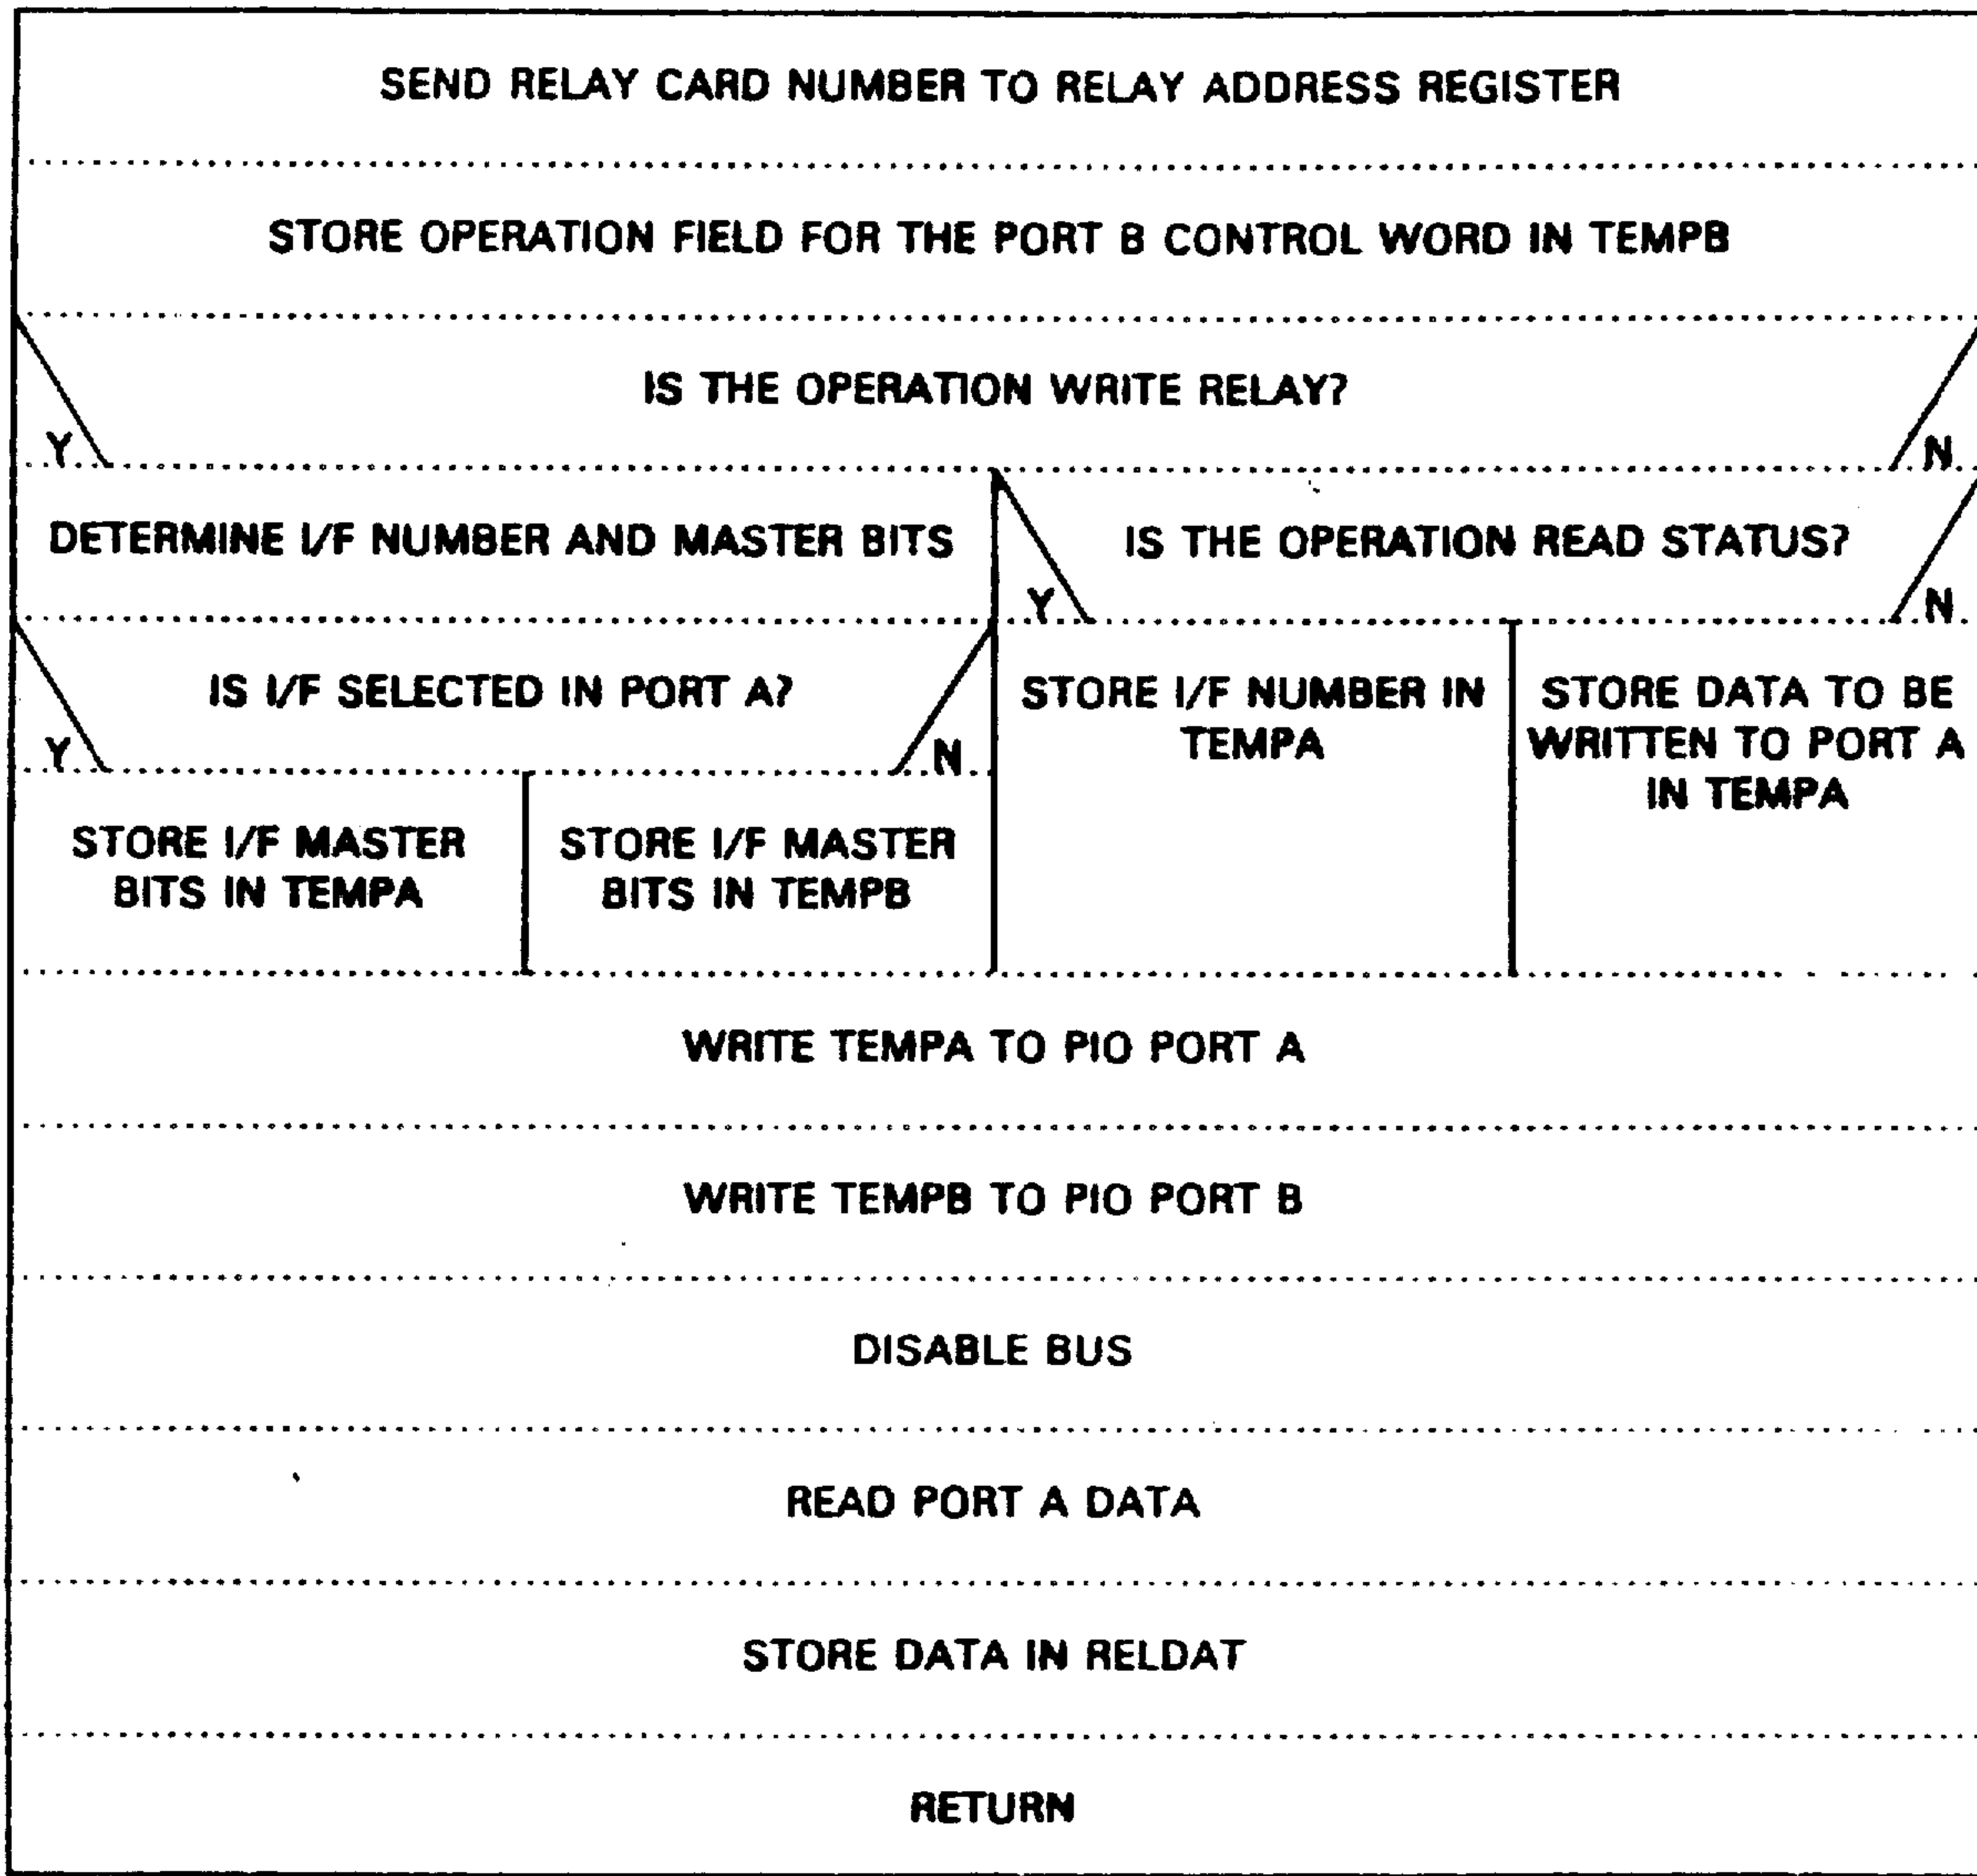 SEND RELAY CARD NUMBER TO RELAY ADDRESS REGISTER
STORE OPERATION FIELD FOR THE PORT B CONTROL WORD IN TEMPB
IS THE OPERATION WRITE RELAY?
Y
N
DETERMINE I/F NUMBER AND MASTER BITS
IS THE OPERATION READ STATUS?
Y
N
IS I/F SELECTED IN PORT A?
Y
N
STORE I/F MASTER
BITS IN TEMPA
STORE I/F MASTER
BITS IN TEMPB
STORE I/F NUMBER IN
TEMPA
STORE DATA TO BE
WRITTEN TO PORT A
IN TEMPA
WRITE TEMPA TO PIO PORT A
WRITE TEMPB TO PIO PORT B
DISABLE BUS
READ PORT A DATA
STORE DATA IN RELDAT
RETURN